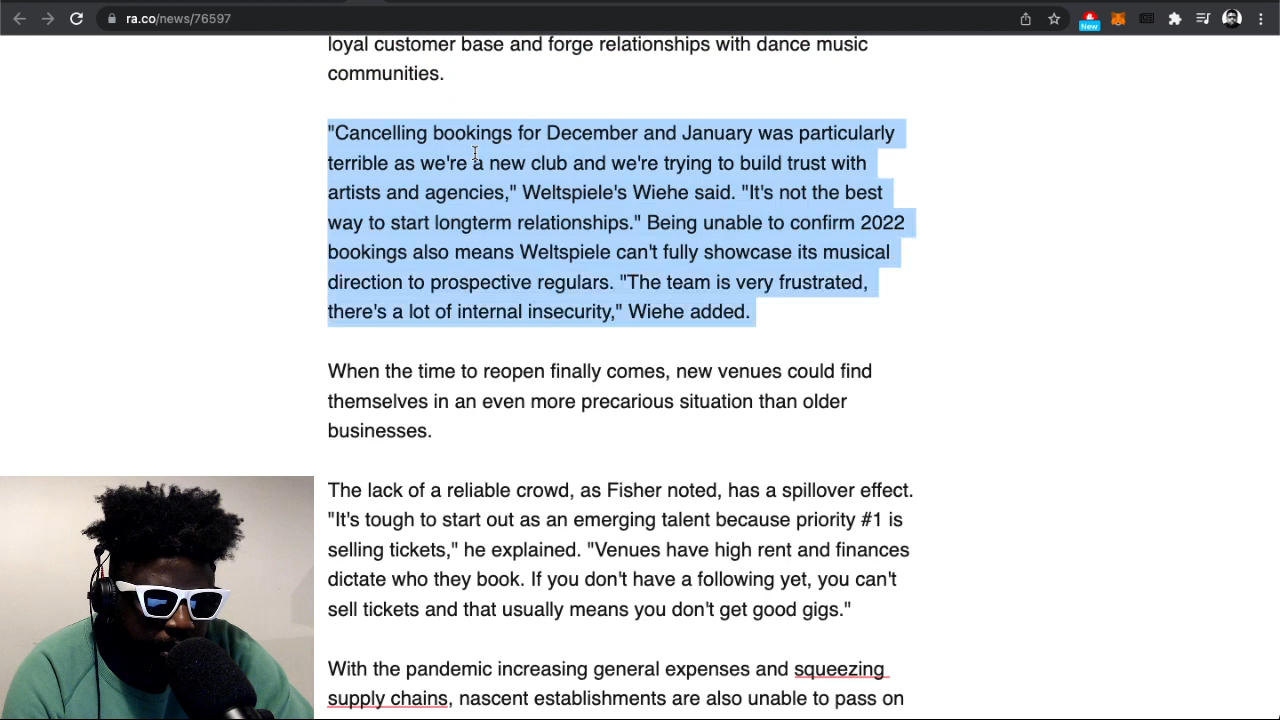 ra.co/news/76597
New
loyal customer base and forge relationships with dance music
communities.
"Cancelling bookings for December and January was particularly
terrible as we're a new club and we're trying to build trust with
artists and agencies," Weltspiele's Wiehe said. "It's not the best
way to start longterm relationships." Being unable to confirm 2022
bookings also means Weltspiele can't fully showcase its musical
direction to prospective regulars. "The team is very frustrated,
there's a lot of internal insecurity," Wiehe added.
When the time to reopen finally comes, new venues could find
themselves in an even more precarious situation than older
businesses.
The lack of a reliable crowd, as Fisher noted, has a spillover effect.
"It's tough to start out as an emerging talent because priority #1 is
selling tickets," he explained. "Venues have high rent and finances
dictate who they book. If you don't have a following yet, you can't
sell tickets and that usually means you don't get good gigs."
With the pandemic increasing general expenses and squeezing
supply chains, nascent establishments are also unable to pass on